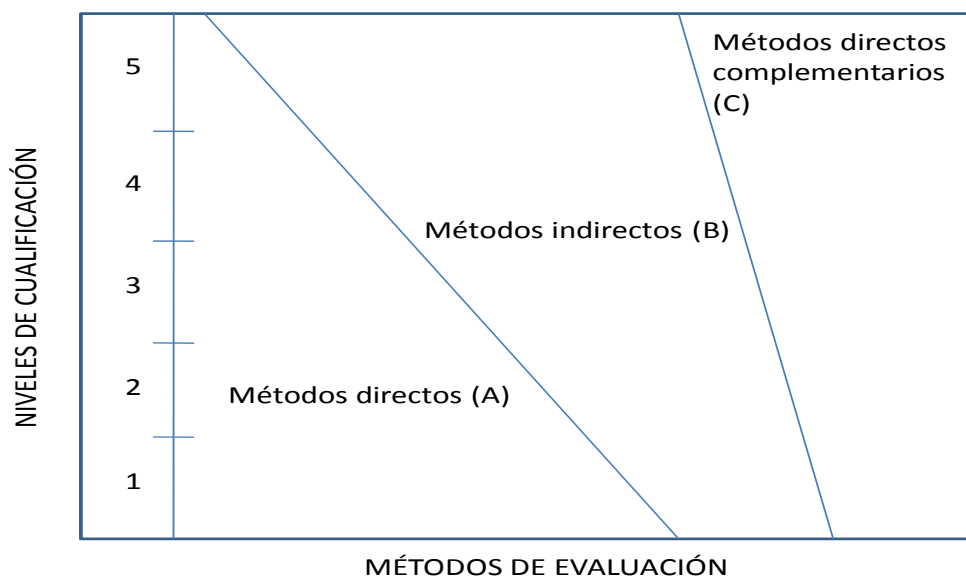 Métodos directos
complementarios
(C)
5
4
3
2
1
NIVELES DE CUALIFICACIÓN
Métodos indirectos (B)
Métodos directos (A)
MÉTODOS DE EVALUACIÓN